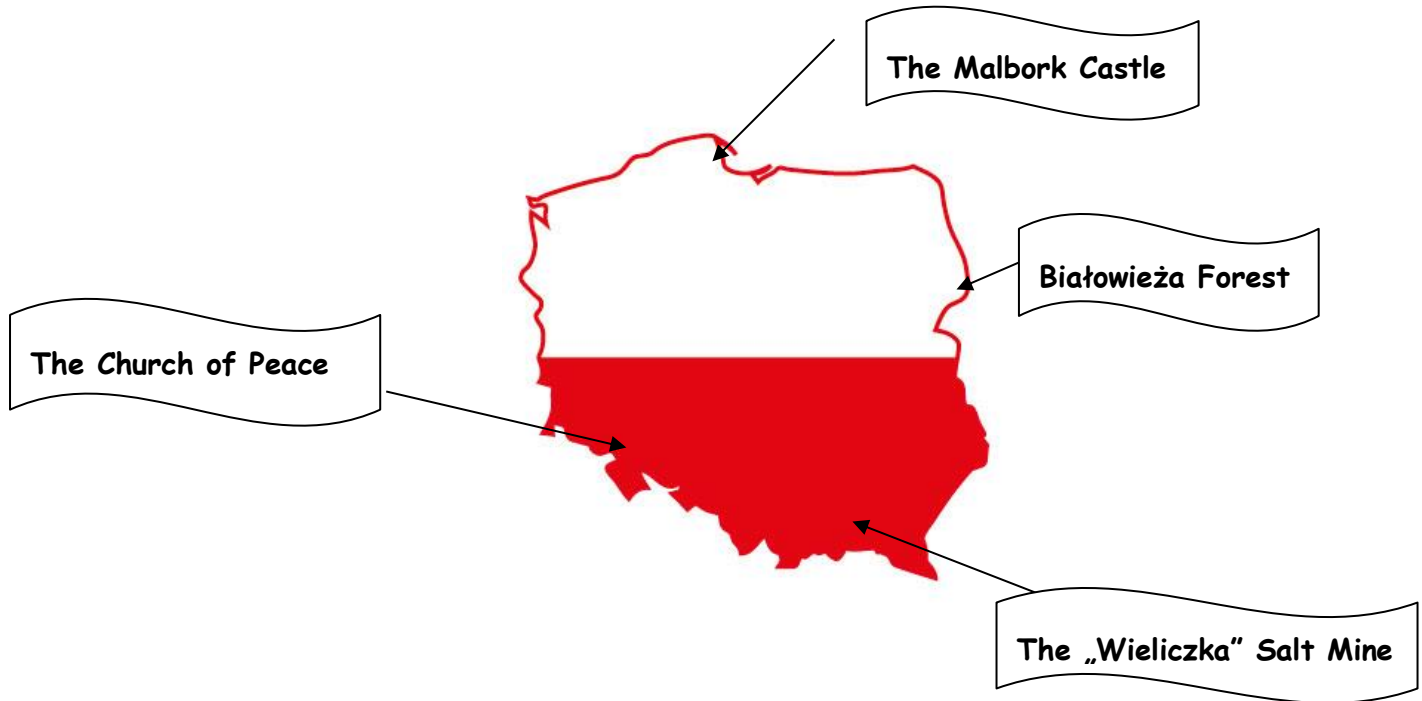 The Malbork Castle
Białowieża Forest
The Church of Peace
The „Wieliczka” Salt Mine